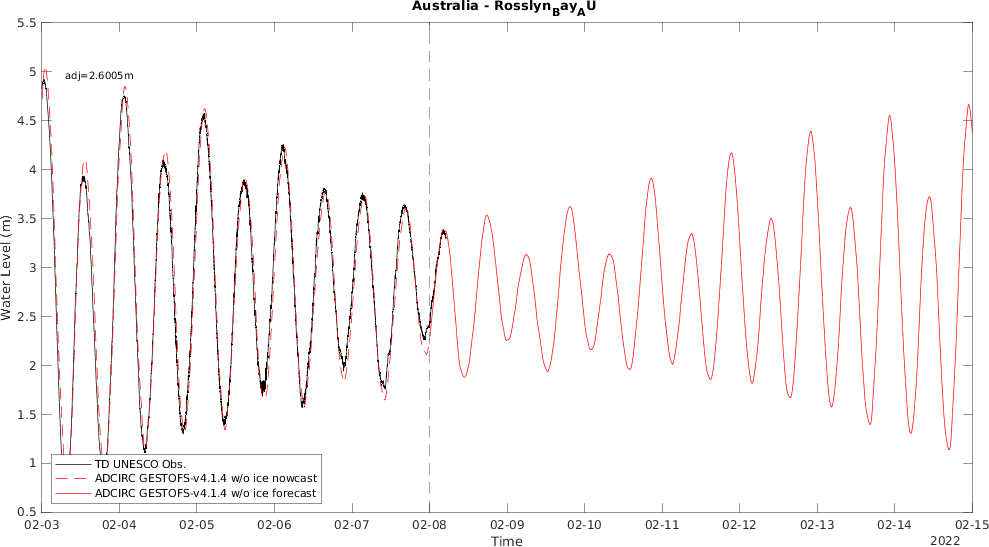 Australia - Rosslyn_Bay_AU
5.5
5
4.5
4
3.5
3
2.5
2
1.5
1
0.5
Water Level (m)
adj=2.6005m
TD UNESCO Obs.
ADCIRC GESTOFS-v4.1.4 w/o ice nowcast
ADCIRC GESTOFS-v4.1.4 w/o ice forecast
02-03 02-04 02-05 02-06 02-07 02-08 02-09 02-10 02-11 02-12 02-13 02-14 02-15
Time
2022